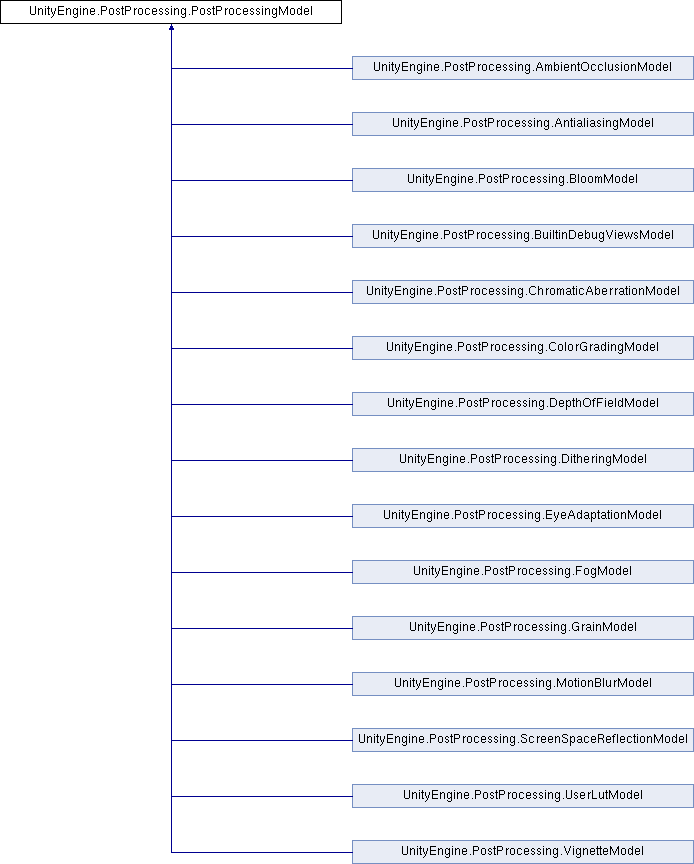 UnityEngine.PostProcessing.PostProcessingModel
UnityEngine.PostProcessing.AmbientOcclusionModel
UnityEngine.PostProcessing.AntialiasingModel
UnityEngine.PostProcessing.BloomModel
UnityEngine.PostProcessing.BuiltinDebugViewsModel
UnityEngine.PostProcessing.ChromaticAberrationModel
UnityEngine.PostProcessing.ColorGradingModel
UnityEngine.PostProcessing.DepthOfFieldModel
UnityEngine.PostProcessing.DitheringModel
UnityEngine.PostProcessing.EyeAdaptationModel
UnityEngine.PostProcessing.FogModel
UnityEngine.PostProcessing.GrainModel
UnityEngine.PostProcessing.MotionBlurModel
UnityEngine.PostProcessing.ScreenSpaceReflectionModel
UnityEngine.PostProcessing.UserLutModel
UnityEngine.PostProcessing.VignetteModel